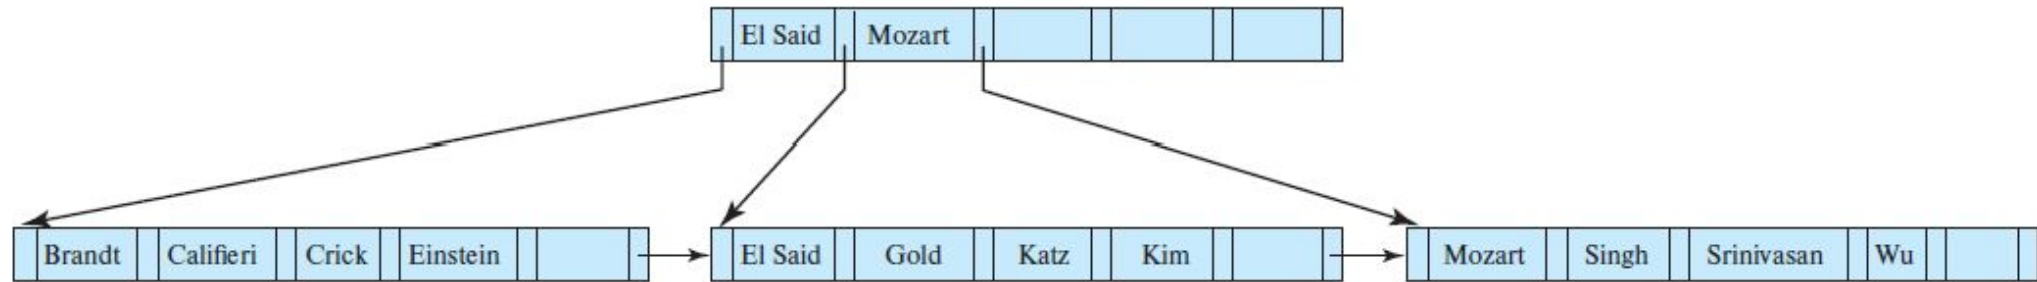 El Said Mozart
Brandt Califieri Crick Einstein El Said Gold Katz Kim Mozart Singh Srinivasan Wu